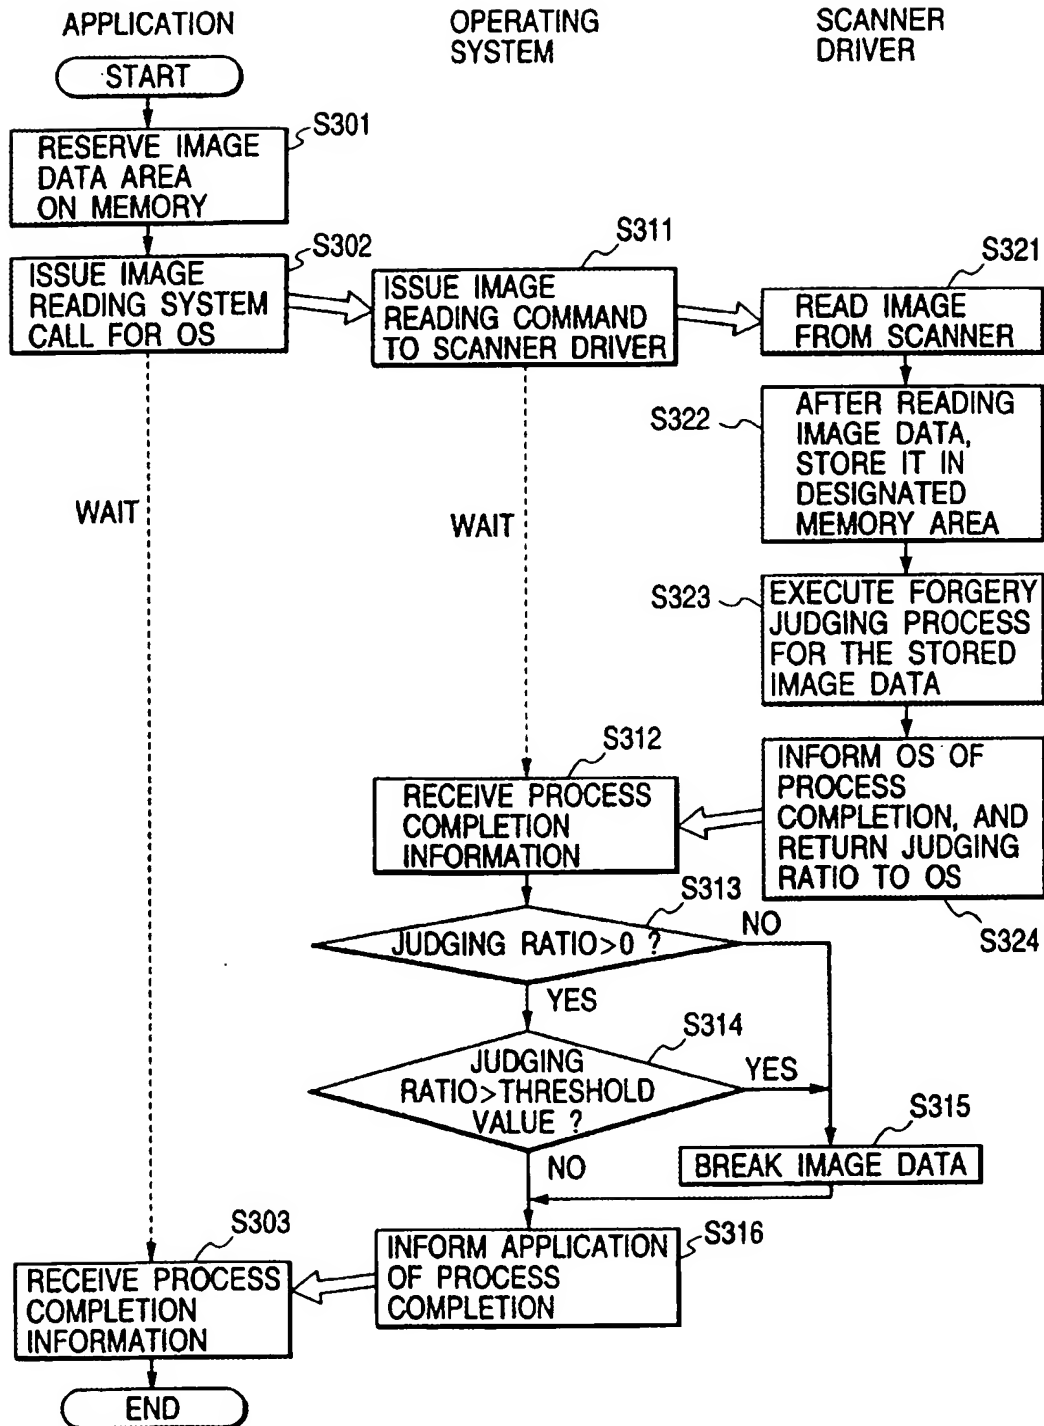 APPLICATION
OPERATING
SYSTEM
SCANNER
DRIVER
START
S301
RESERVE IMAGE
DATA AREA
ON MEMORY
S302
ISSUE IMAGE
READING SYSTEM
CALL FOR OS
S311
ISSUE IMAGE
READING COMMAND
TO SCANNER DRIVER
S321
READ IMAGE
FROM SCANNER
S322
AFTER READING
IMAGE DATA,
STORE IT IN
DESIGNATED
MEMORY AREA
WAIT
WAIT
S323
EXECUTE FORGERY
JUDGING PROCESS
FOR THE STORED
IMAGE DATA
S312
RECEIVE PROCESS
COMPLETION
INFORMATION
INFORM OS OF
PROCESS
COMPLETION, AND
RETURN JUDGING
RATIO TO OS
S324
S313
JUDGING RATIO>0 ?
NO
YES
S314
JUDGING
RATIO>THRESHOLD
VALUE ?
YES
NO
S315
BREAK IMAGE DATA
S316
INFORM APPLICATION
OF PROCESS
COMPLETION
S303
RECEIVE PROCESS
COMPLETION
INFORMATION
END